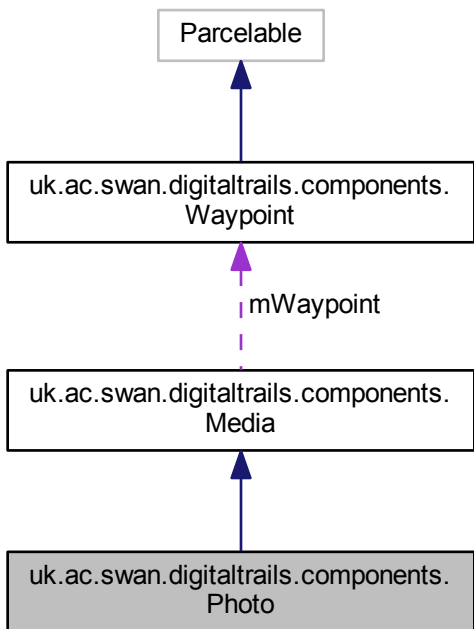 Parcelable
uk.ac.swan.digitaltrails.components.
Waypoint
mWaypoint
uk.ac.swan.digitaltrails.components.
Media
uk.ac.swan.digitaltrails.components.
Photo